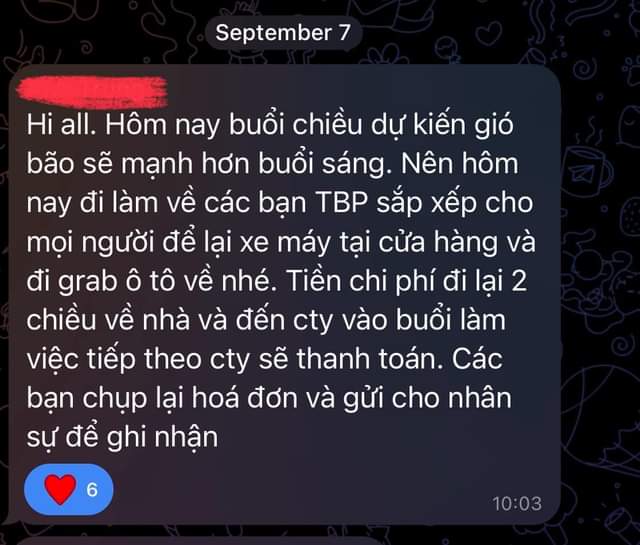 September 7
Hi all. Hôm nay buổi chiều dự kiến gió
bão sẽ mạnh hơn buổi sáng. Nên hôm
nay đi làm về các bạn TBP sắp xếp cho
mọi người để lại xe máy tại cửa hàng và
đi grab ô tô về nhé. Tiền chi phí đi lại 2
chiều về nhà và đến cty vào buổi làm
việc tiếp theo cty sẽ thanh toán. Các
bạn chụp lại hoá đơn và gửi cho nhân
sự để ghi nhận
6
10:03